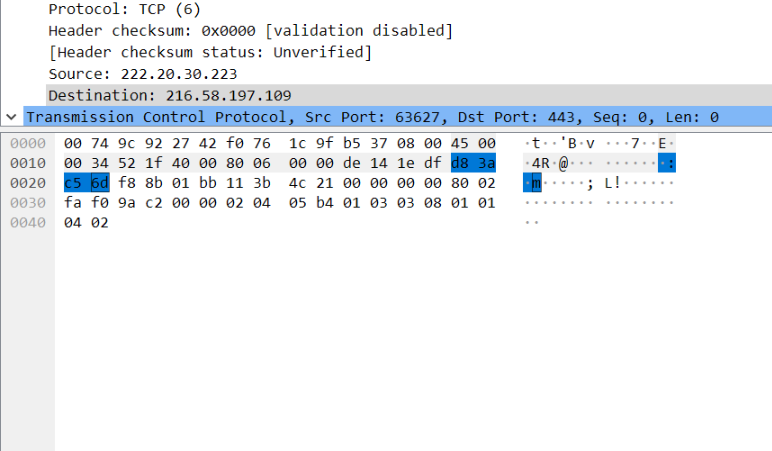 Protocol: TCP (6)
Header checksum: 0x0000 [validation disabled]
[Header checksum status: Unverified]
Source: 222.20.30.223
Destination: 216.58.197.109
Transmission Control Protocol, Src Port: 63627, Dst Port: 443, Seq: 0, Len: 0
0000 00 74 9c 92 27 42 f0 76 1c 9f b5 37 08 00 45 00 ·t··'B·v ···7··E·
0010 00 34 52 1f 40 00 80 06 00 00 de 14 1e df d8 3a ·4R·@··· ·······:
0020 c5 6d f8 8b 01 bb 11 3b 4c 21 00 00 00 00 80 02 ·m·····; L!······
0030 fa f0 9a c2 00 00 02 04 05 b4 01 03 03 08 01 01 ········ ········
0040 04 02 ··